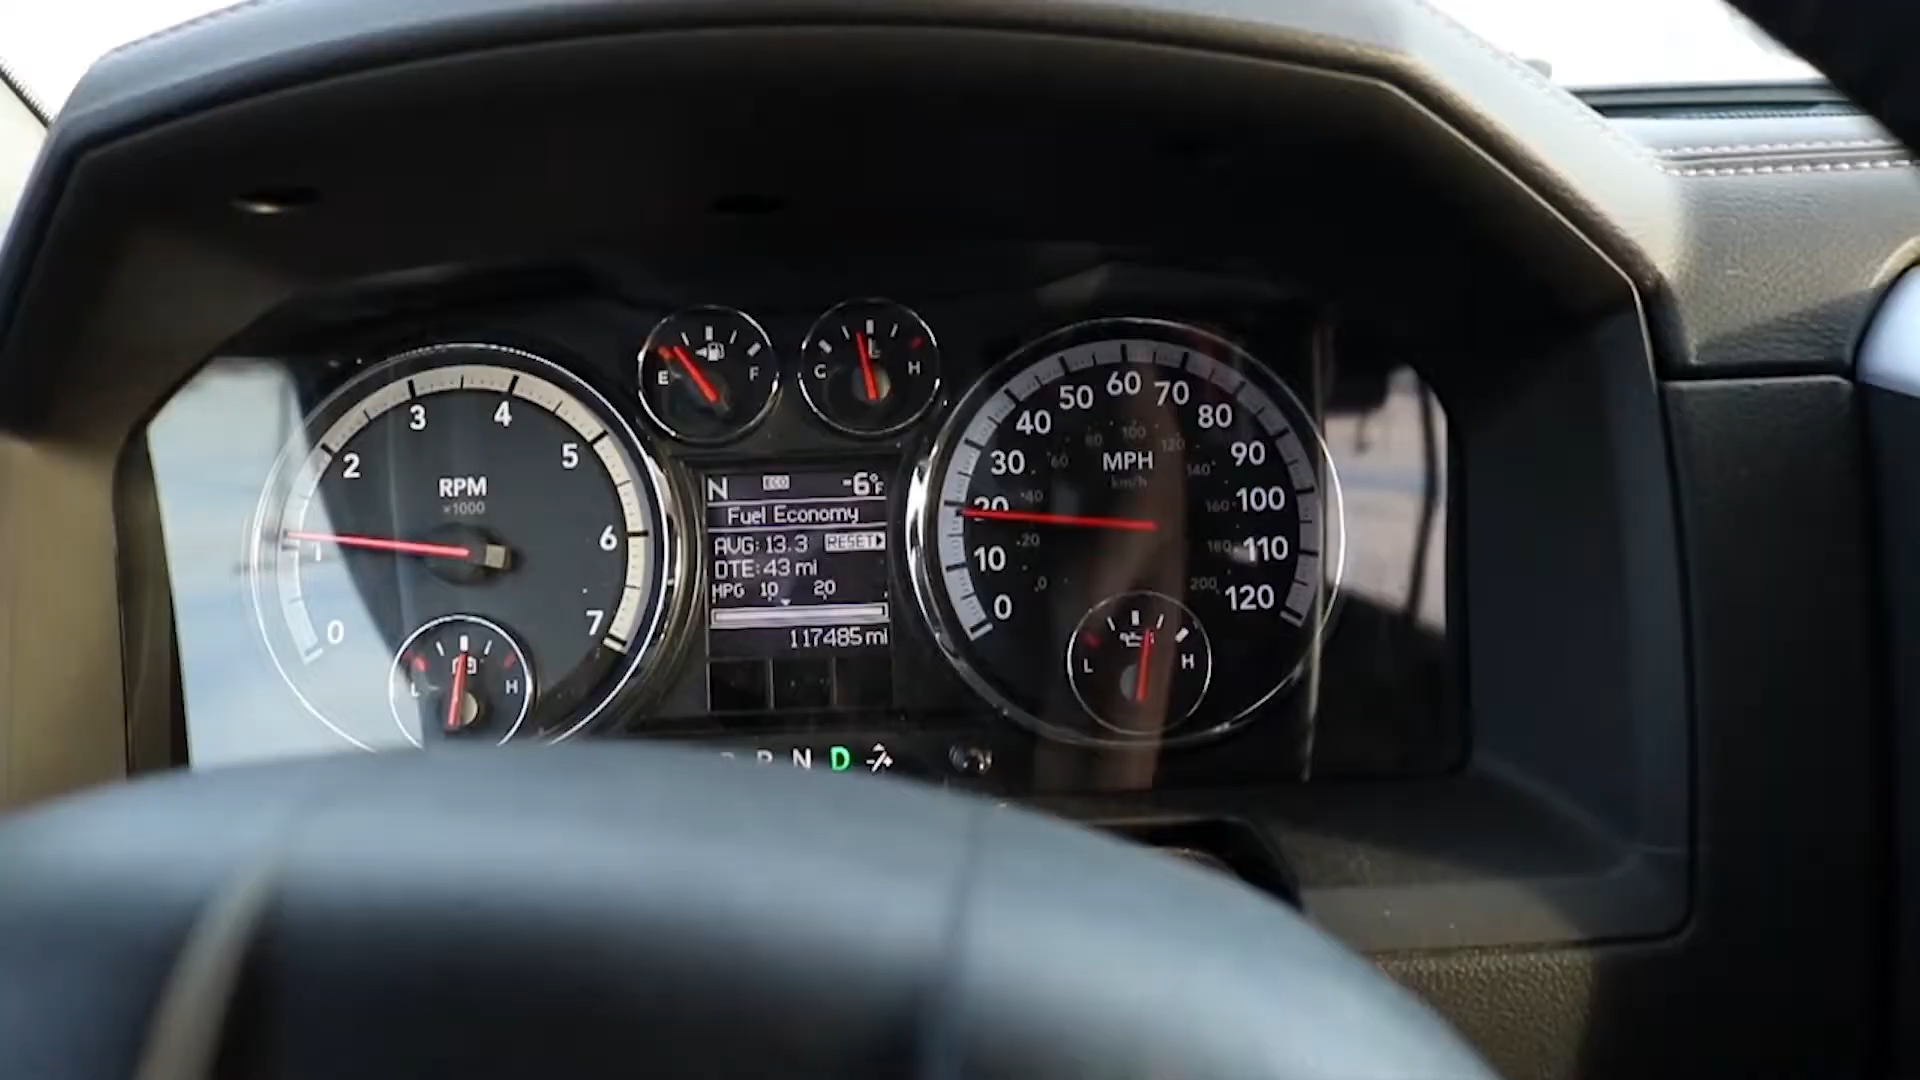 3 4
2 5
RPM
×1000
1 6
0 7
L H
E F
C H
N ECO -6°F
Fuel Economy
AVG: 13.3 RESET
DTE: 43 mi
MPG 10 20
117485 mi
N D
50 60 70
40 80
30 90
20 100
10 110
0 120
MPH
km/h
0 20 40 60 80 100 120 140 160 180 200
L H